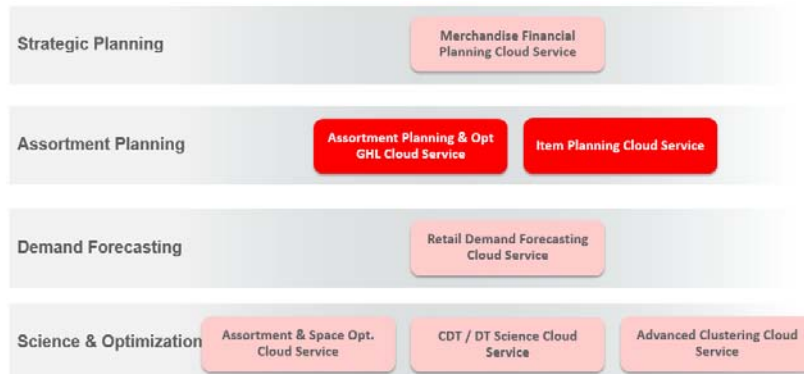 Strategic Planning
Merchandise Financial
Planning Cloud Service
Assortment Planning
Assortment Planning & Opt
GHL Cloud Service
Item Planning Cloud Service
Demand Forecasting
Retail Demand Forecasting
Cloud Service
Science & Optimization
Assortment & Space Opt.
Cloud Service
CDT / DT Science Cloud
Service
Advanced Clustering Cloud
Service